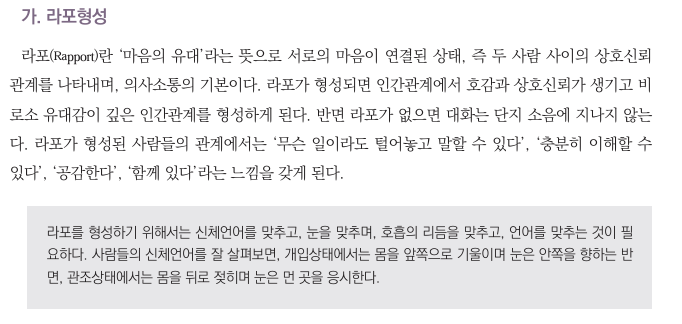 가. 라포형성
라포(Rapport)란 ‘마음의 유대’라는 뜻으로 서로의 마음이 연결된 상태, 즉 두 사람 사이의 상호신뢰
관계를 나타내며, 의사소통의 기본이다. 라포가 형성되면 인간관계에서 호감과 상호신뢰가 생기고 비
로소 유대감이 깊은 인간관계를 형성하게 된다. 반면 라포가 없으면 대화는 단지 소음에 지나지 않는
다. 라포가 형성된 사람들의 관계에서는 ‘무슨 일이라도 털어놓고 말할 수 있다’, ‘충분히 이해할 수
있다’, ‘공감한다’, ‘함께 있다’라는 느낌을 갖게 된다.
라포를 형성하기 위해서는 신체언어를 맞추고, 눈을 맞추며, 호흡의 리듬을 맞추고, 언어를 맞추는 것이 필
요하다. 사람들의 신체언어를 잘 살펴보면, 개입상태에서는 몸을 앞쪽으로 기울이며 눈은 안쪽을 향하는 반
면, 관조상태에서는 몸을 뒤로 젖히며 눈은 먼 곳을 응시한다.